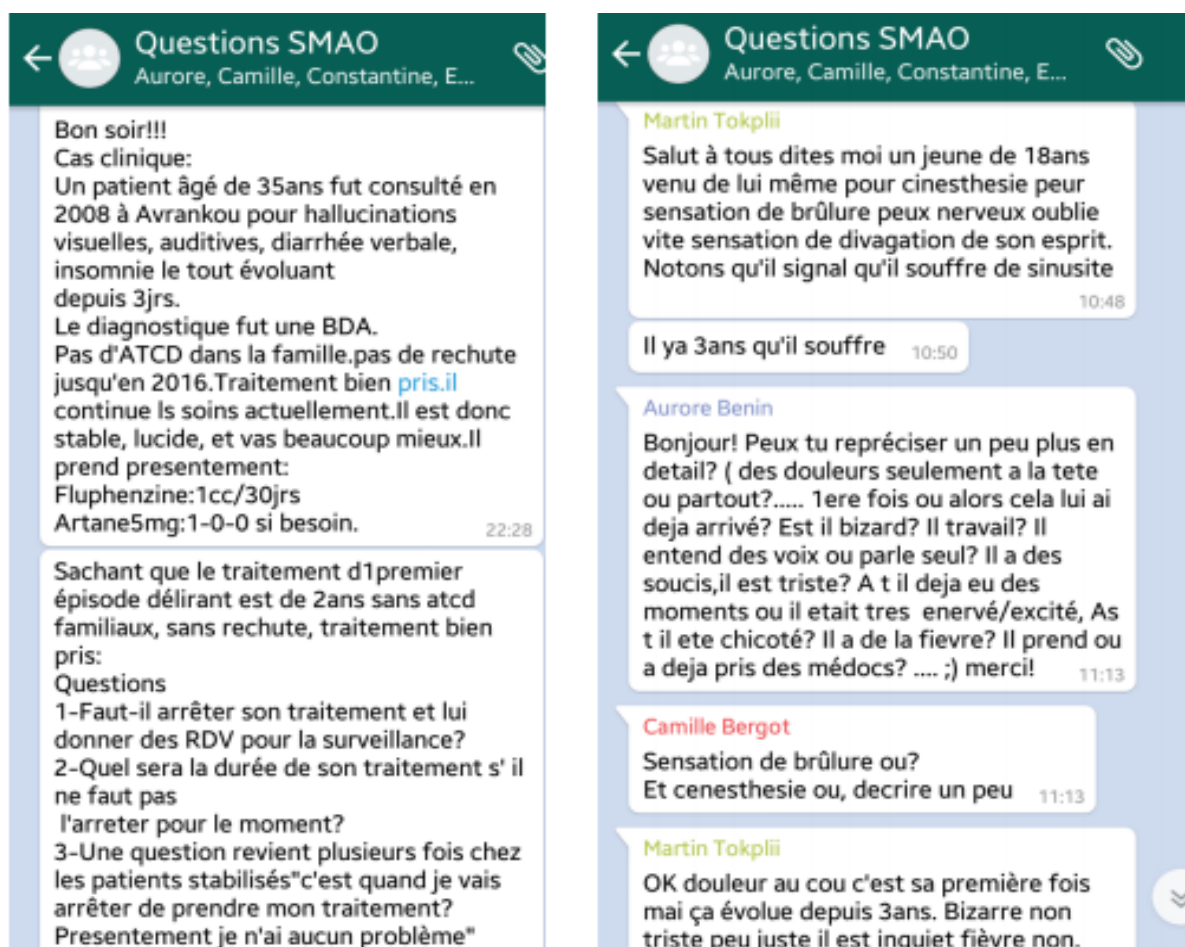 Questions SMAO
Aurore, Camille, Constantine, E...
Bon soir!!!
Cas clinique:
Un patient âgé de 35ans fut consulté en
2008 à Avrankou pour hallucinations
visuelles, auditives, diarrhée verbale,
insomnie le tout évoluant
depuis 3jrs.
Le diagnostique fut une BDA.
Pas d'ATCD dans la famille.pas de rechute
jusqu'en 2016.Traitement bien pris.il
continue ls soins actuellement.Il est donc
stable, lucide, et vas beaucoup mieux.Il
prend presentement:
Fluphenzine:1cc/30jrs
Artane5mg:1-0-0 si besoin.
22:28
Sachant que le traitement d1premier
épisode délirant est de 2ans sans atcd
familiaux, sans rechute, traitement bien
pris:
Questions
1-Faut-il arrêter son traitement et lui
donner des RDV pour la surveillance?
2-Quel sera la durée de son traitement s' il
ne faut pas
l'arreter pour le moment?
3-Une question revient plusieurs fois chez
les patients stabilisés"c'est quand je vais
arrêter de prendre mon traitement?
Presentement je n'ai aucun problème"
Questions SMAO
Aurore, Camille, Constantine, E...
Martin Tokplii
Salut à tous dites moi un jeune de 18ans
venu de lui même pour cinesthesie peur
sensation de brûlure peux nerveux oublie
vite sensation de divagation de son esprit.
Notons qu'il signal qu'il souffre de sinusite
10:48
Il ya 3ans qu'il souffre
10:50
Aurore Benin
Bonjour! Peux tu repréciser un peu plus en
detail? ( des douleurs seulement a la tete
ou partout?..... 1ere fois ou alors cela lui ai
deja arrivé? Est il bizard? Il travail? Il
entend des voix ou parle seul? Il a des
soucis,il est triste? A t il deja eu des
moments ou il etait tres enervé/excité, As
t il ete chicoté? Il a de la fievre? Il prend ou
a deja pris des médocs? .... ;) merci!
11:13
Camille Bergot
Sensation de brûlure ou?
Et cenesthesie ou, decrire un peu
11:13
Martin Tokplii
OK douleur au cou c'est sa première fois
mai ça évolue depuis 3ans. Bizarre non
triste peu juste il est inquiet fièvre non.